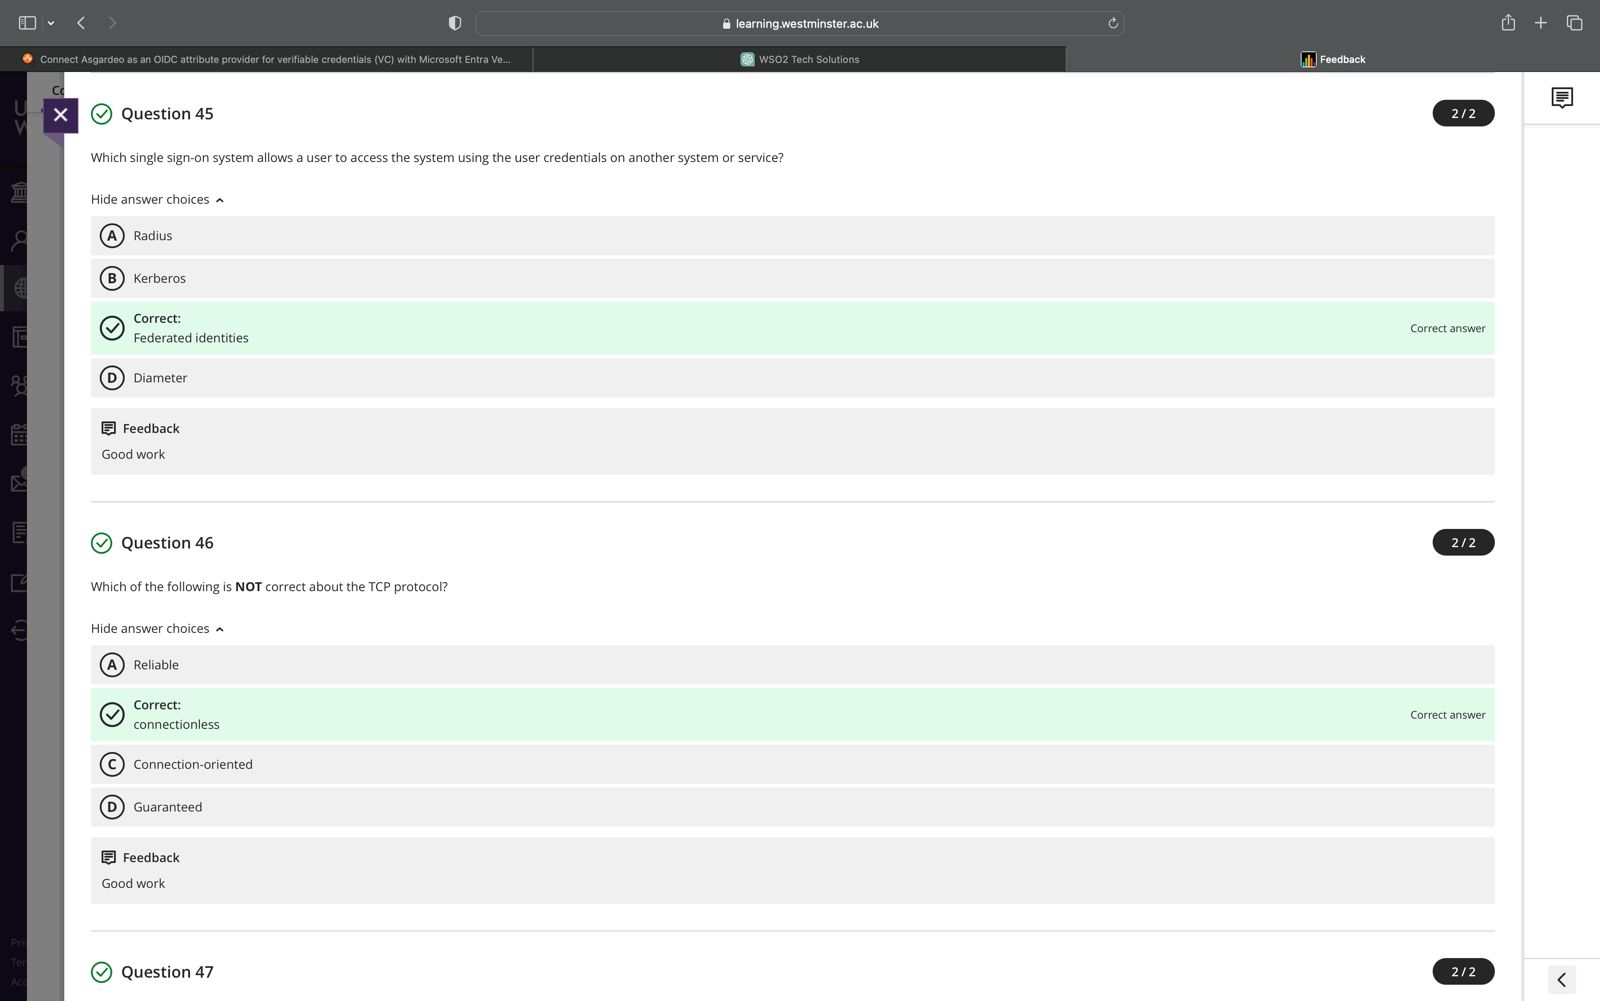 learning.westminster.ac.uk
Connect Asgardeo as an OIDC attribute provider for verifiable credentials (VC) with Microsoft Entra Ve...
WSO2 Tech Solutions
Feedback
Question 45
2 / 2
Which single sign-on system allows a user to access the system using the user credentials on another system or service?
Hide answer choices
A Radius
B Kerberos
Correct:
Federated identities
Correct answer
D Diameter
Feedback
Good work
Question 46
2 / 2
Which of the following is NOT correct about the TCP protocol?
Hide answer choices
A Reliable
Correct:
connectionless
Correct answer
C Connection-oriented
D Guaranteed
Feedback
Good work
Question 47
2 / 2